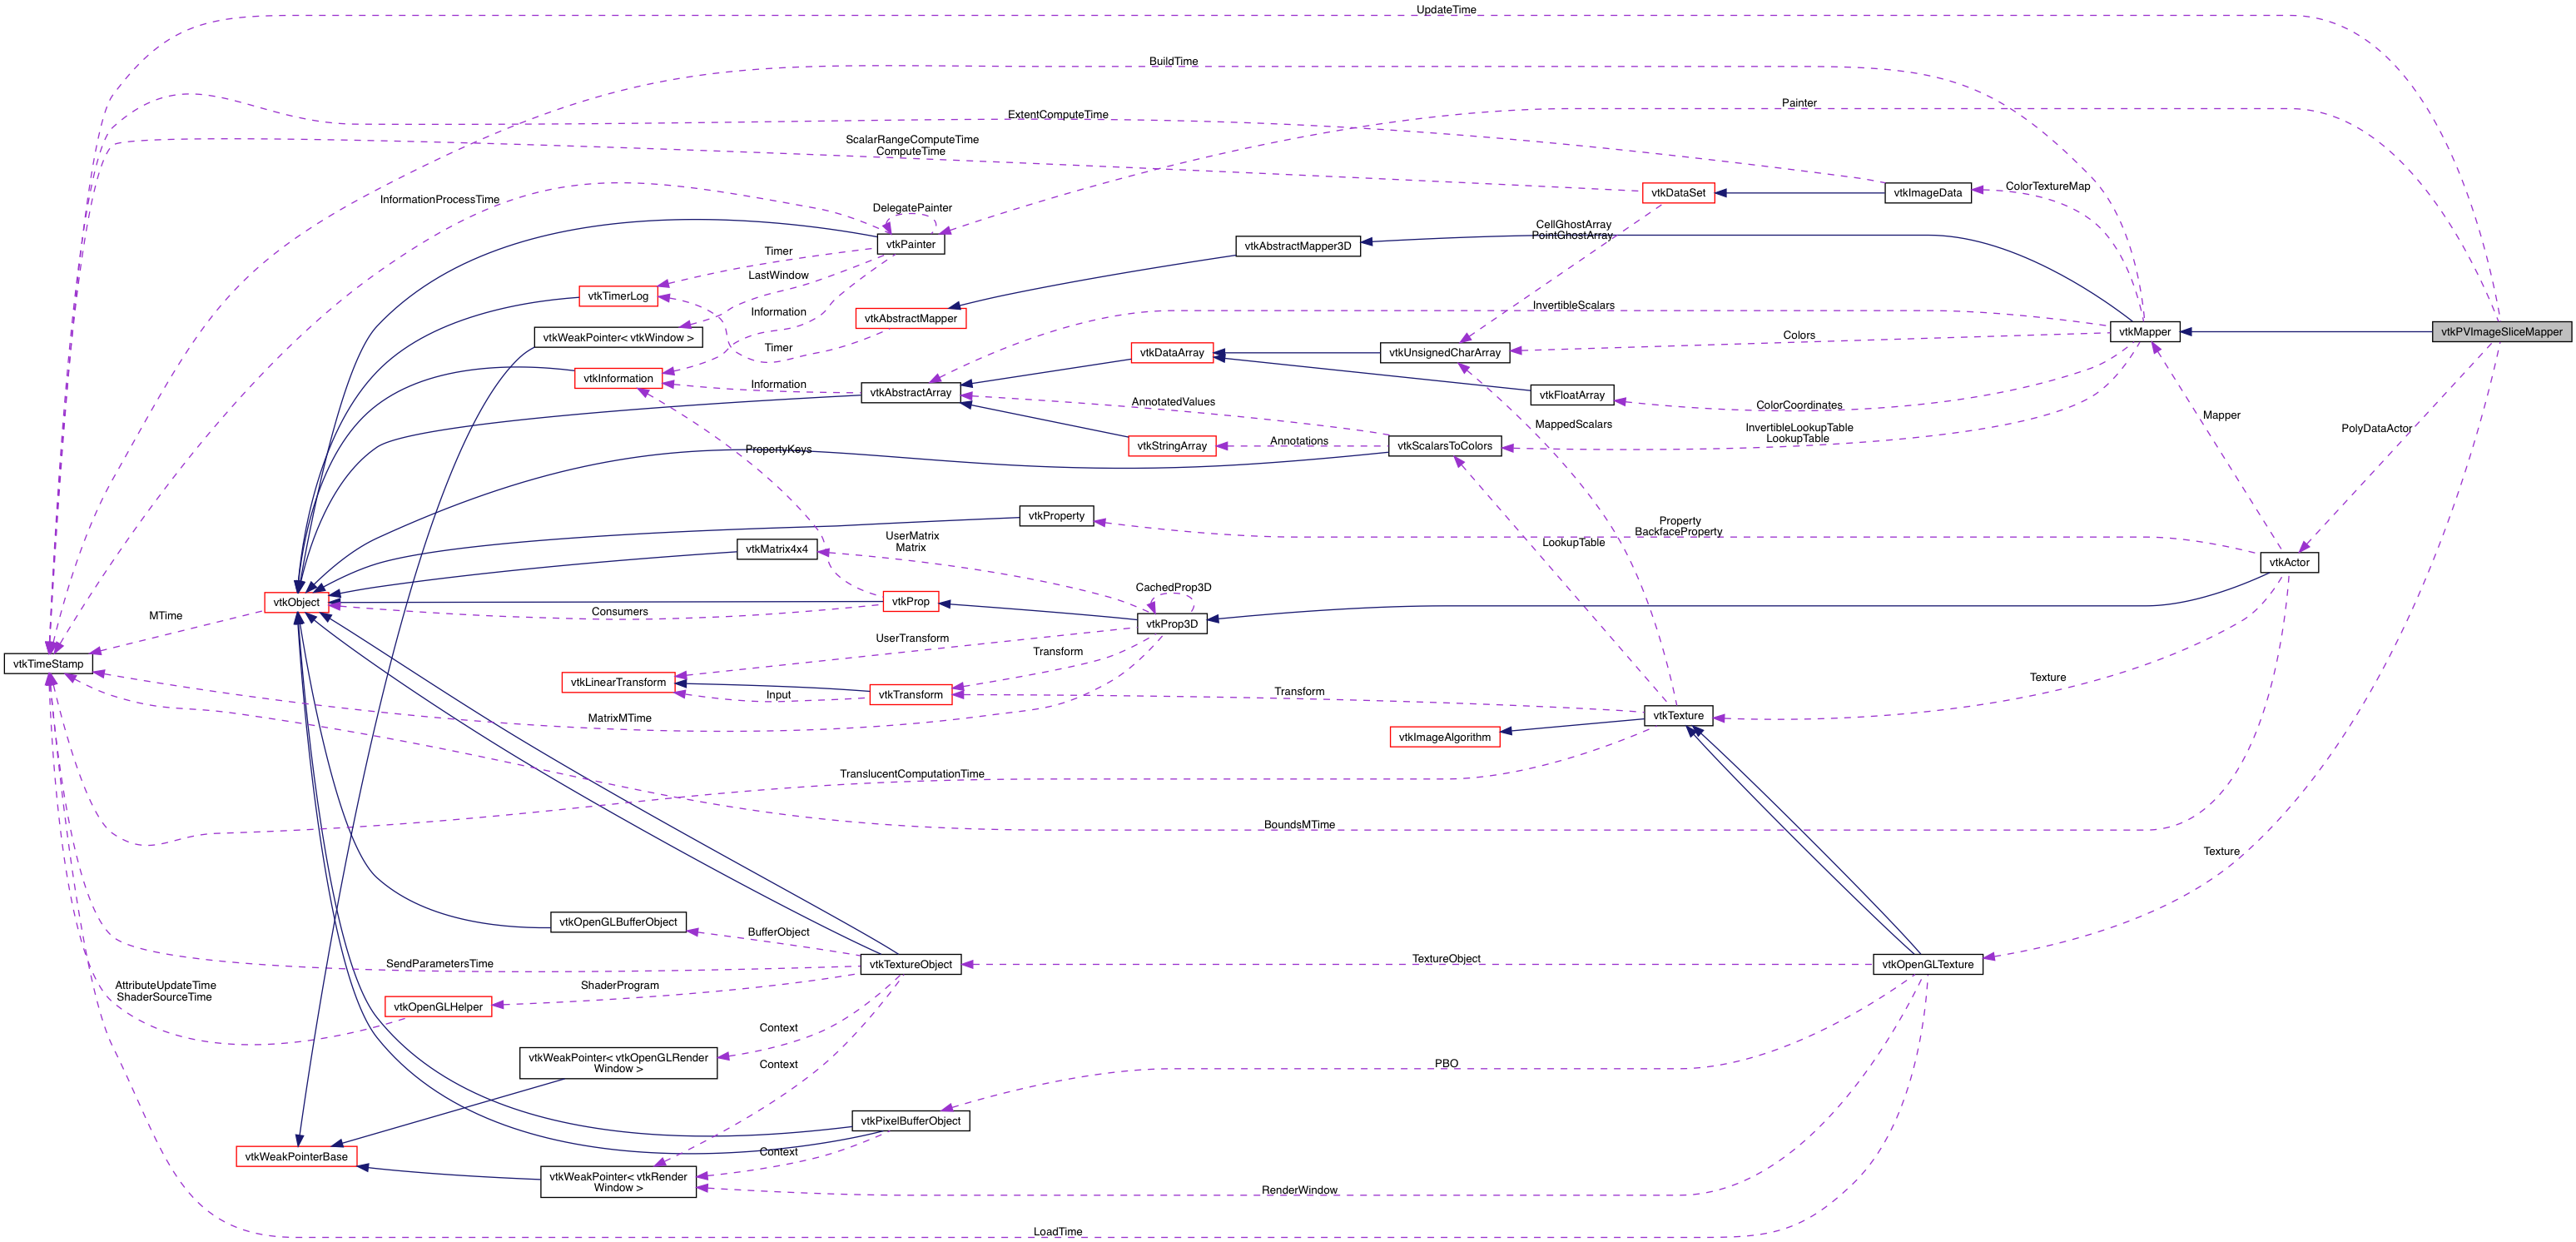 UpdateTime
BuildTime
Painter
ExtentComputeTime
ScalarRangeComputeTime
ComputeTime
ColorTextureMap
vtkDataSet
vtkImageData
InformationProcessTime
DelegatePainter
CellGhostArray
PointGhostArray
vtkPainter
vtkAbstractMapper3D
Timer
LastWindow
vtkTimerLog
InvertibleScalars
Information
vtkAbstractMapper
vtkMapper
vtkPVImageSliceMapper
vtkWeakPointer< vtkWindow >
Colors
Timer
vtkDataArray
vtkUnsignedCharArray
vtkInformation
Information
vtkAbstractArray
vtkFloatArray
AnnotatedValues
ColorCoordinates
Mapper
MappedScalars
InvertibleLookupTable
LookupTable
PolyDataActor
PropertyKeys
vtkStringArray
Annotations
vtkScalarsToColors
vtkProperty
Property
BackfaceProperty
UserMatrix
Matrix
vtkMatrix4x4
LookupTable
vtkActor
CachedProp3D
vtkObject
vtkProp
Consumers
MTime
vtkProp3D
UserTransform
Transform
vtkTimeStamp
vtkLinearTransform
Input
vtkTransform
Transform
Texture
MatrixMTime
vtkTexture
vtkImageAlgorithm
TranslucentComputationTime
BoundsMTime
Texture
vtkOpenGLBufferObject
BufferObject
SendParametersTime
vtkTextureObject
TextureObject
vtkOpenGLTexture
AttributeUpdateTime
ShaderSourceTime
ShaderProgram
vtkOpenGLHelper
Context
vtkWeakPointer< vtkOpenGLRender
Window >
Context
PBO
vtkPixelBufferObject
vtkWeakPointerBase
Context
vtkWeakPointer< vtkRender
Window >
RenderWindow
LoadTime